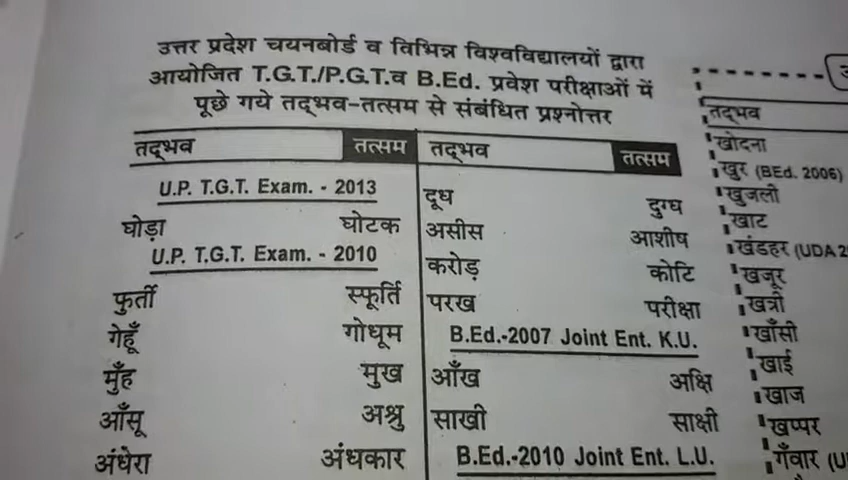 उत्तर प्रदेश चयनबोर्ड व विभिन्न विश्वविद्यालयों द्वारा
आयोजित T.G.T./P.G.T.व B.Ed. प्रवेश परीक्षाओं में
पूछे गये तद्भव-तत्सम से संबंधित प्रश्नोत्तर
तद्भव तत्सम
U.P. T.G.T. Exam. - 2013
घोड़ा घोटक
U.P. T.G.T. Exam. - 2010
फुर्ती स्फूर्ति
गेहूँ गोधूम
मुँह मुख
आँसू अश्रु
अंधेरा अंधकार
तद्भव तत्सम
दूध दुग्ध
असीस आशीष
करोड़ कोटि
परख परीक्षा
B.Ed.-2007 Joint Ent. K.U.
आँख अक्षि
साखी साक्षी
B.Ed.-2010 Joint Ent. L.U.
तद्भव
खोदना
खुर (BEd. 2006)
खुजली
खाट
खंडहर (UDA
खजूर
खत्री
खाँसी
खाई
खाज
खप्पर
गँवार